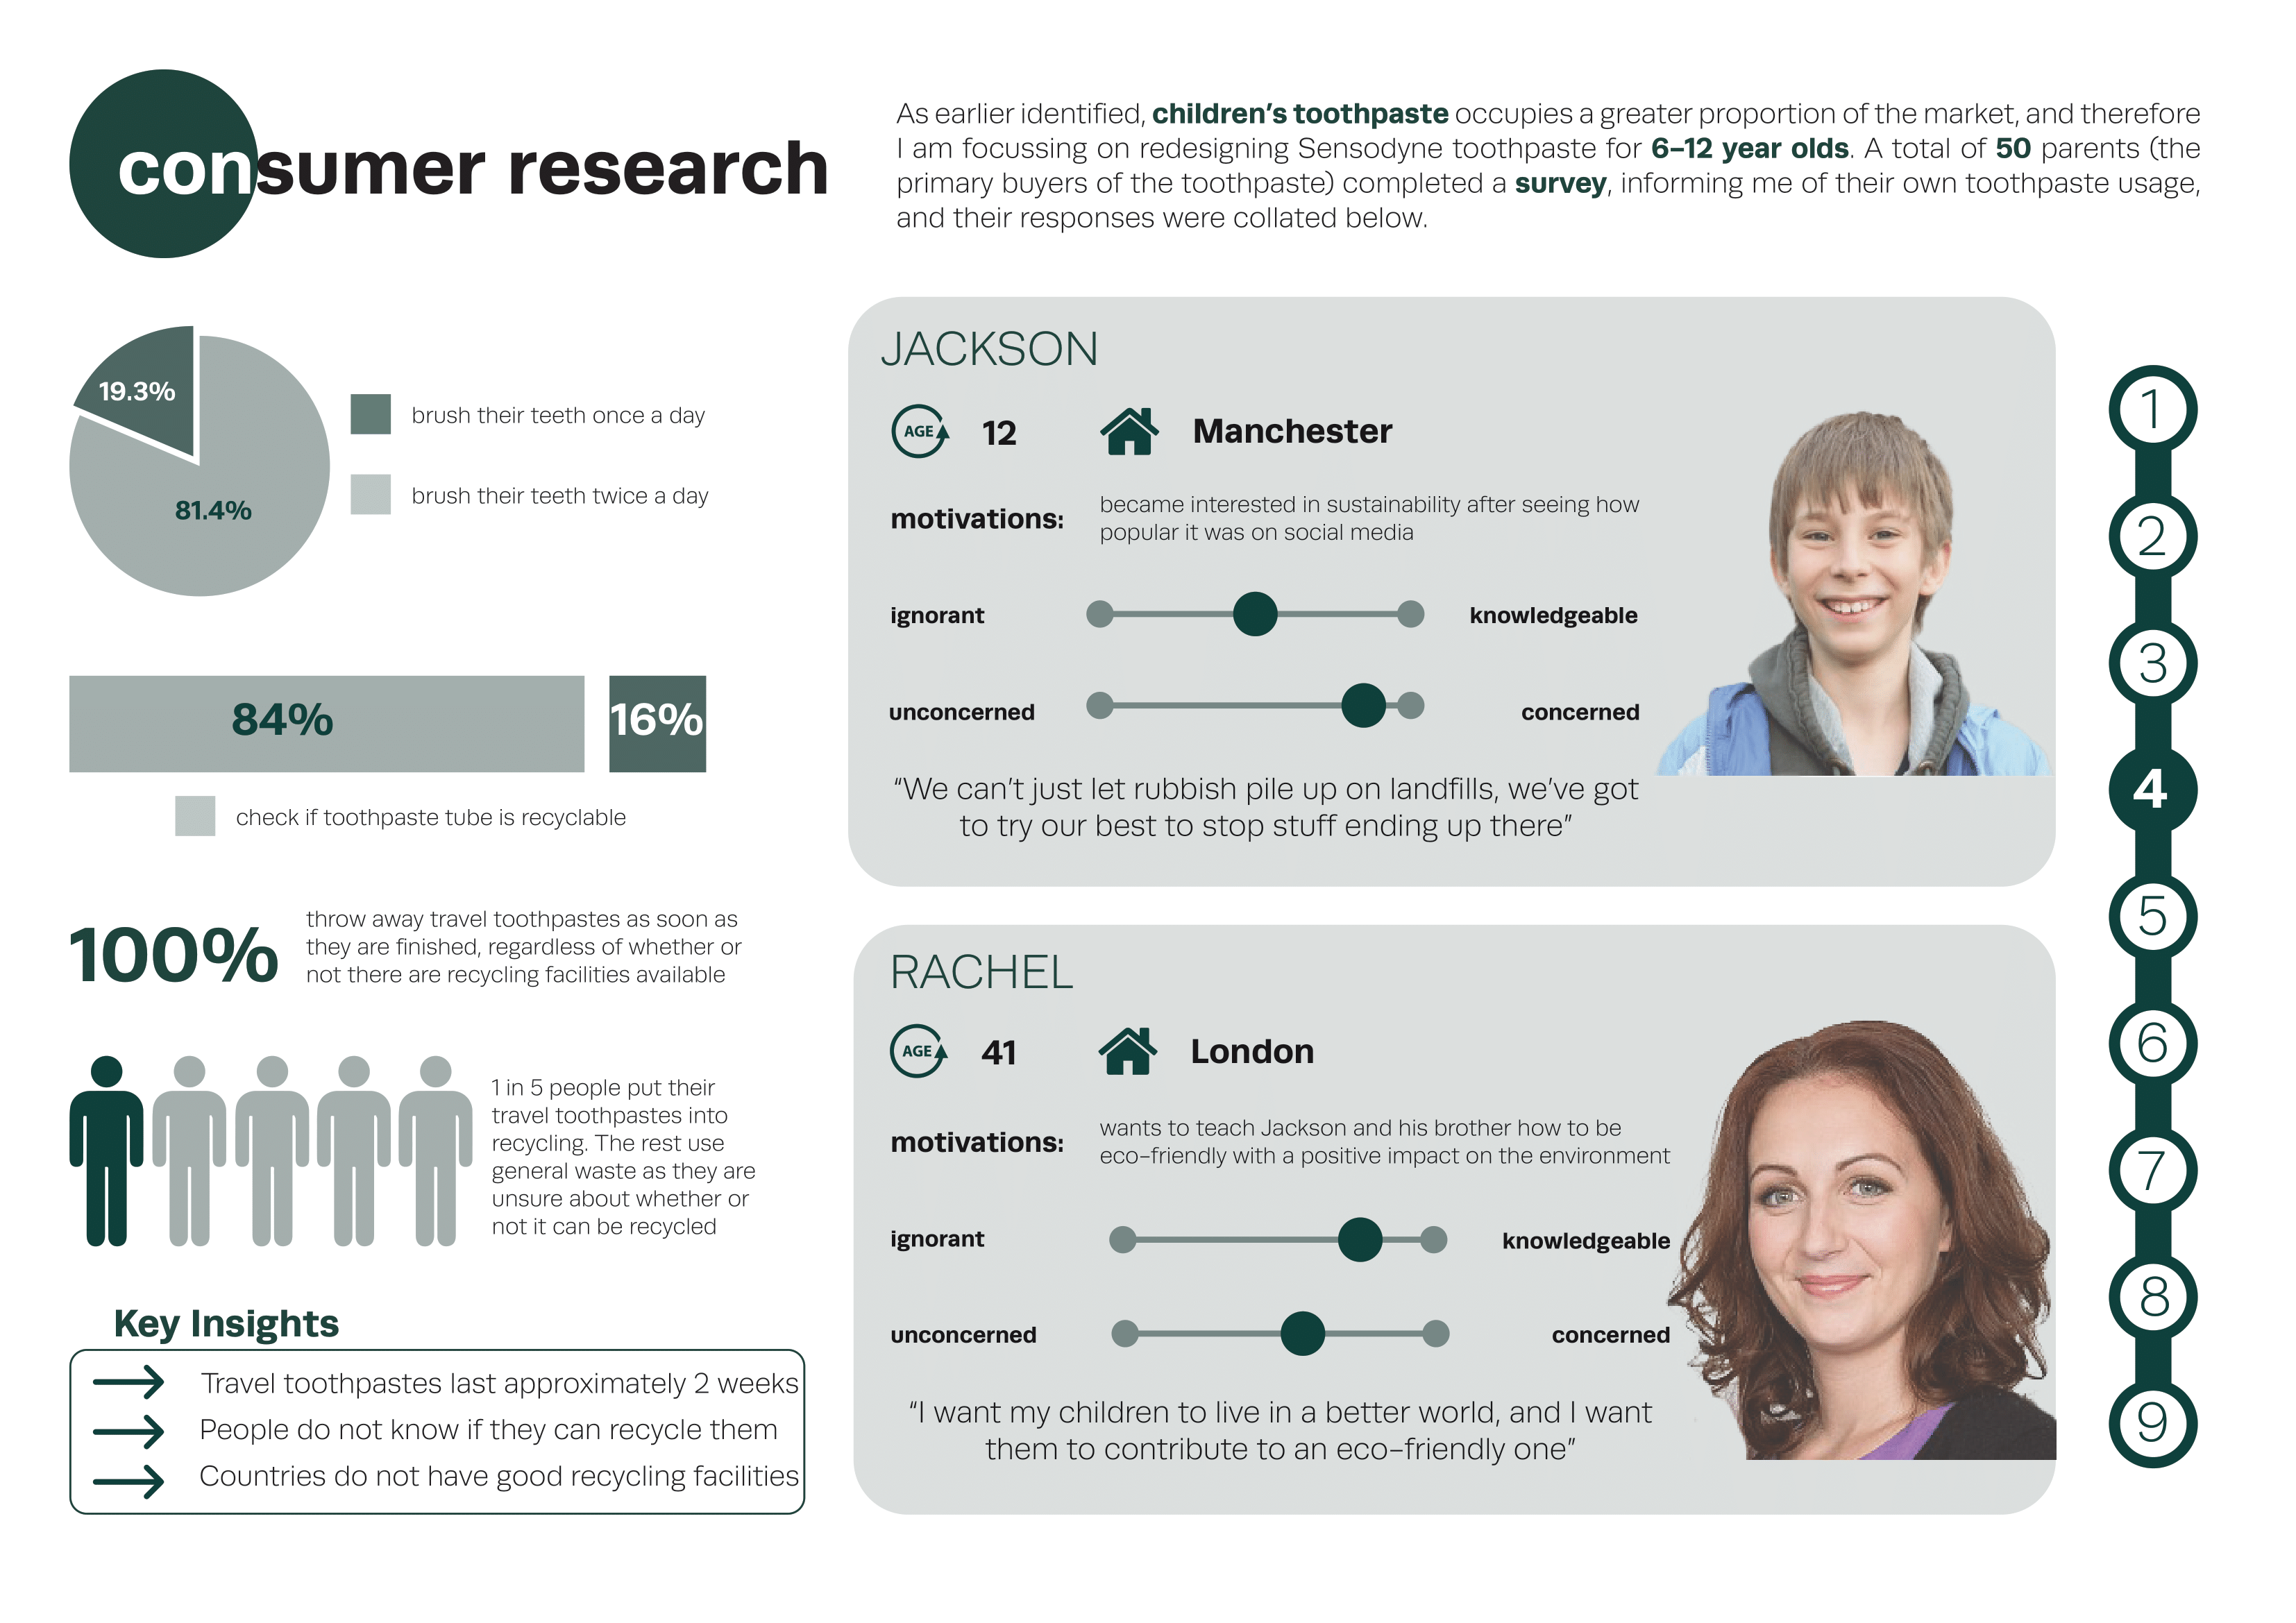 consumer research
As earlier identified, children's toothpaste occupies a greater proportion of the market, and therefore
I am focussing on redesigning Sensodyne toothpaste for 6-12 year olds. A total of 50 parents (the
primary buyers of the toothpaste) completed a survey, informing me of their own toothpaste usage,
and their responses were collated below.
19.3%
81.4%
brush their teeth once a day
brush their teeth twice a day
84%
16%
check if toothpaste tube is recyclable
100%
throw away travel toothpastes as soon as
they are finished, regardless of whether or
not there are recycling facilities available
1 in 5 people put their
travel toothpastes into
recycling. The rest use
general waste as they are
unsure about whether or
not it can be recycled
Key Insights
Travel toothpastes last approximately 2 weeks
People do not know if they can recycle them
Countries do not have good recycling facilities
JACKSON
AGE 12 Manchester
motivations:
became interested in sustainability after seeing how
popular it was on social media
ignorant knowledgeable
unconcerned concerned
“We can't just let rubbish pile up on landfills, we've got
to try our best to stop stuff ending up there”
RACHEL
AGE 41 London
motivations:
wants to teach Jackson and his brother how to be
eco-friendly with a positive impact on the environment
ignorant knowledgeable
unconcerned concerned
“I want my children to live in a better world, and I want
them to contribute to an eco-friendly one”
1
2
3
4
5
6
7
8
9